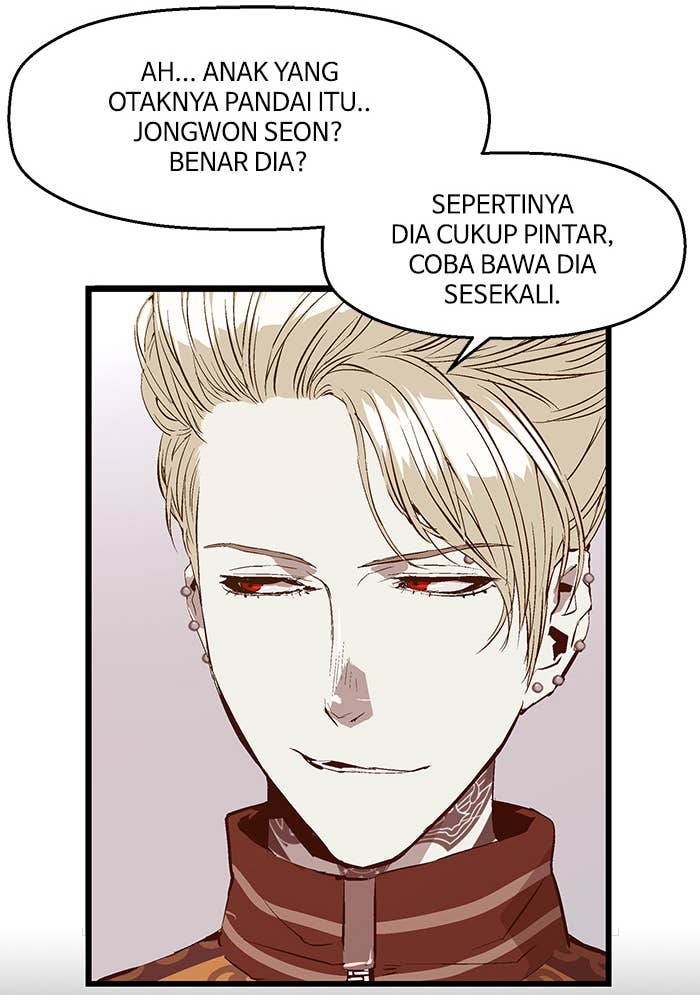 AH... ANAK YANG
OTAKNYA PANDAI ITU..
JONGWON SEON?
BENAR DIA?
SEPERTINYA
DIA CUKUP PINTAR,
COBA BAWA DIA
SESEKALI.